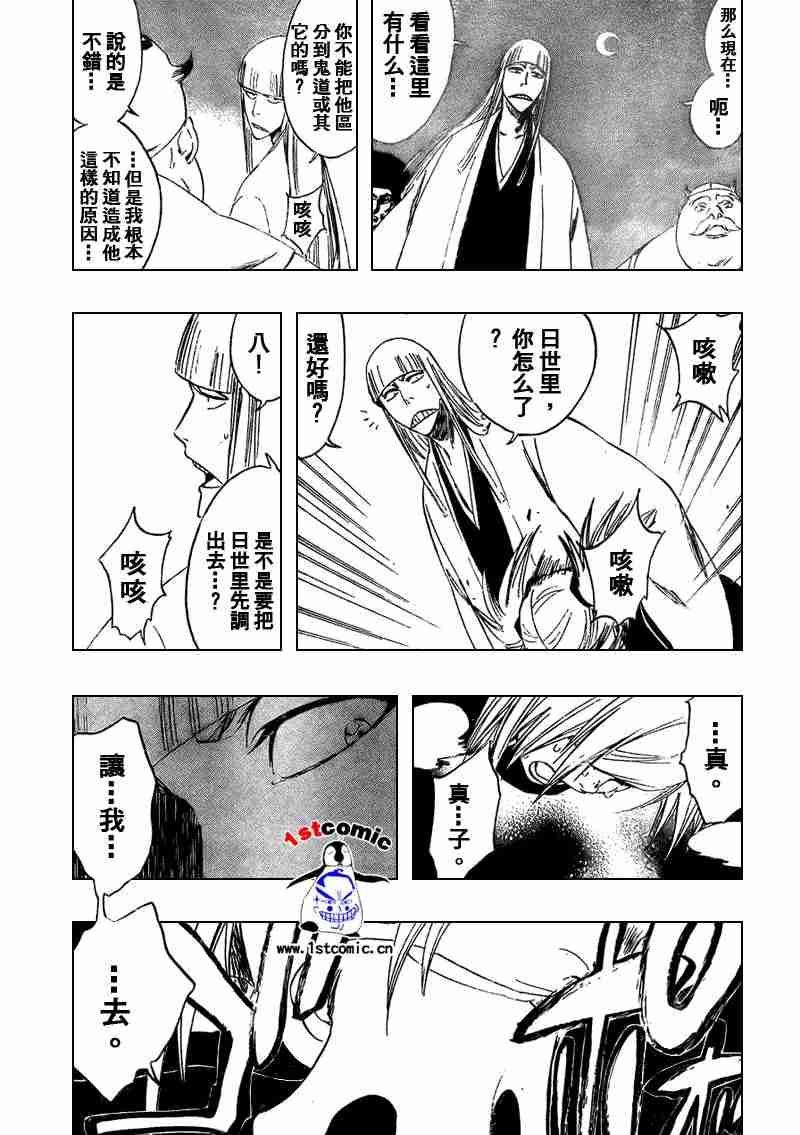 那么現在…
呃…
看看這里
有什么…
你不能把他區
分到鬼道或其
它的嗎？
咳咳
說的是
不錯…
…但是我根本
不知道造成他
這樣的原因…
咳嗽
日世里，
你怎么了
？
還好嗎？
咳嗽
八！
是不是要把
日世里先調
出去…？
咳咳
…真。
真…子。
讓…我…
…去。
1stcomic
www.1stcomic.cn